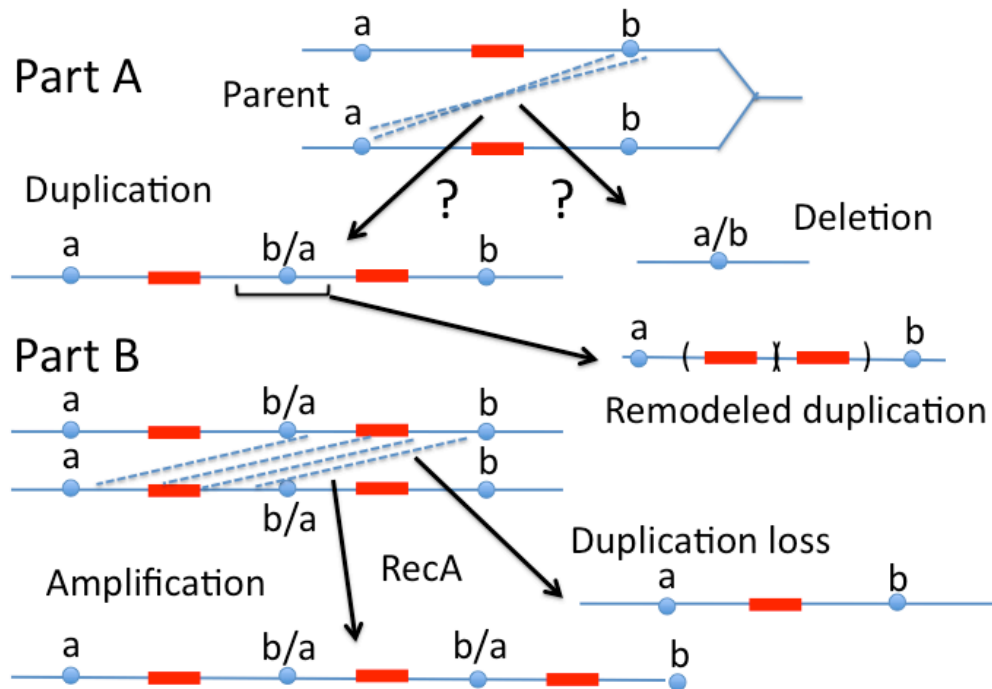 a b
Part A
Parent
a b
Duplication
? ?
Deletion
a b/a b
a/b
Part B
a ( )( ) b
Remodeled duplication
a b/a b
a b
b/a
Duplication loss
RecA
Amplification
a b
a b/a b/a b